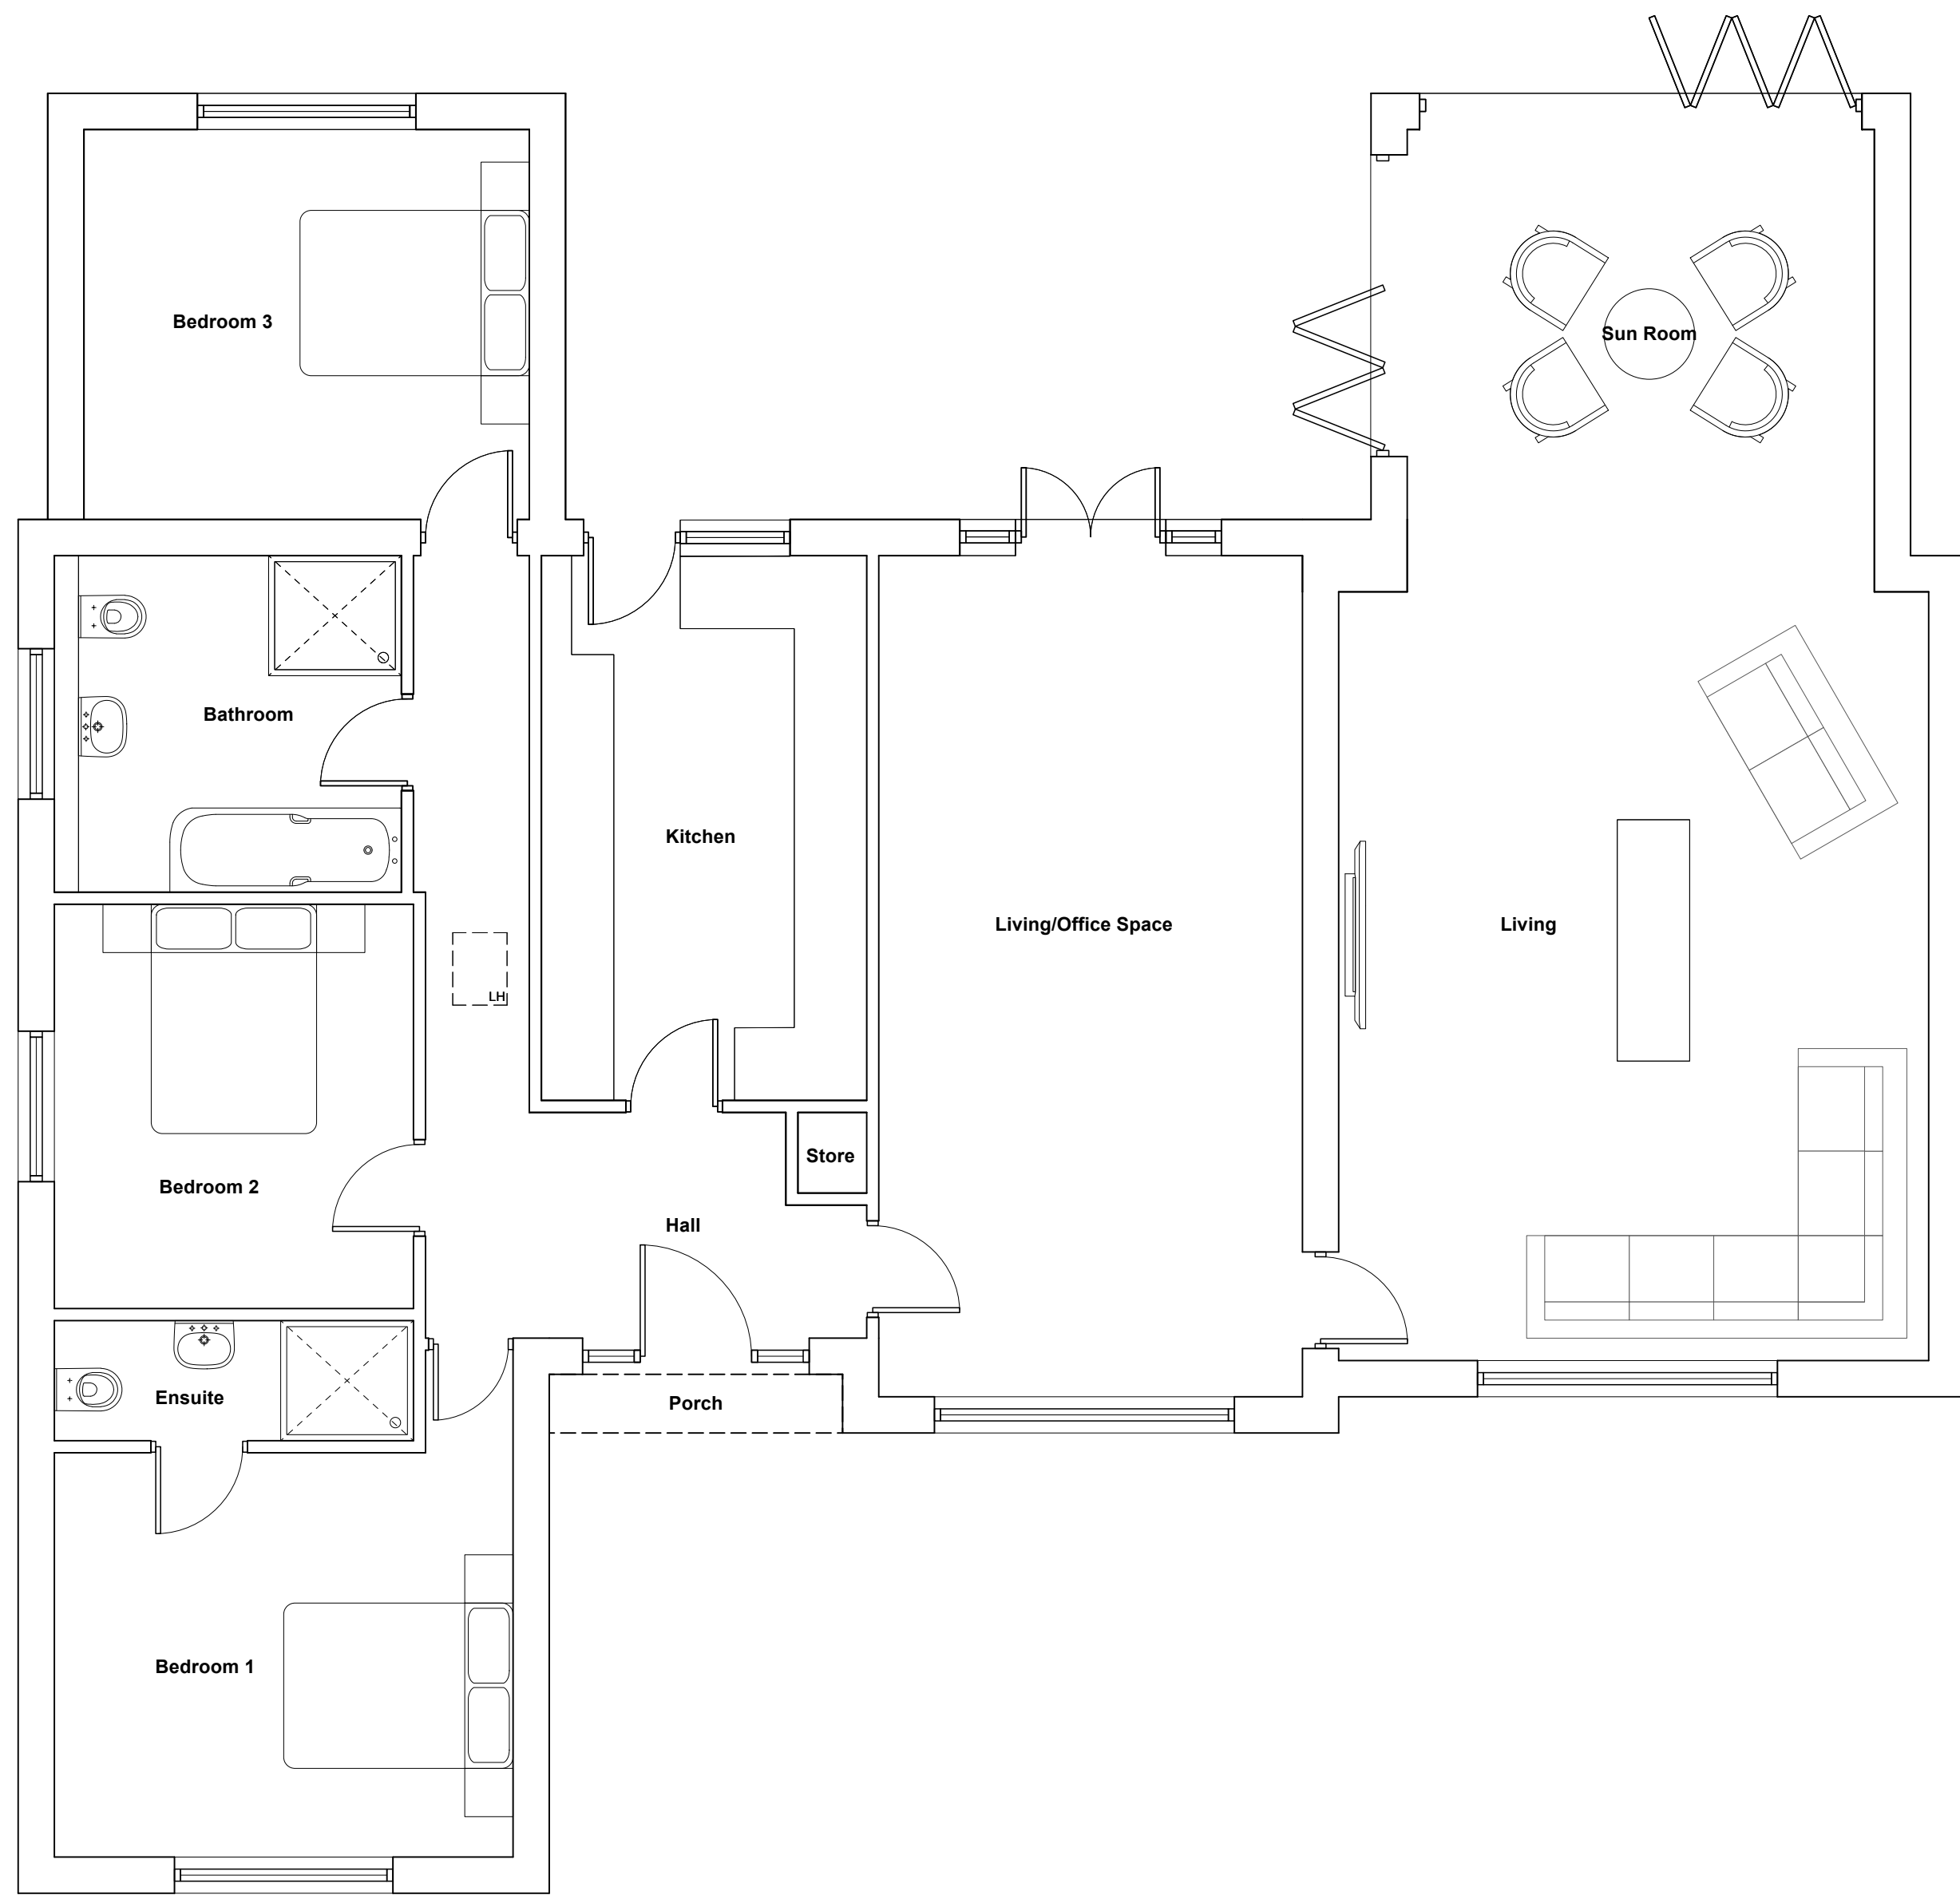 Bedroom 3
Sun Room
Bathroom
Kitchen
Living/Office Space
Living
LH
Store
Bedroom 2
Hall
Ensuite
Porch
Bedroom 1